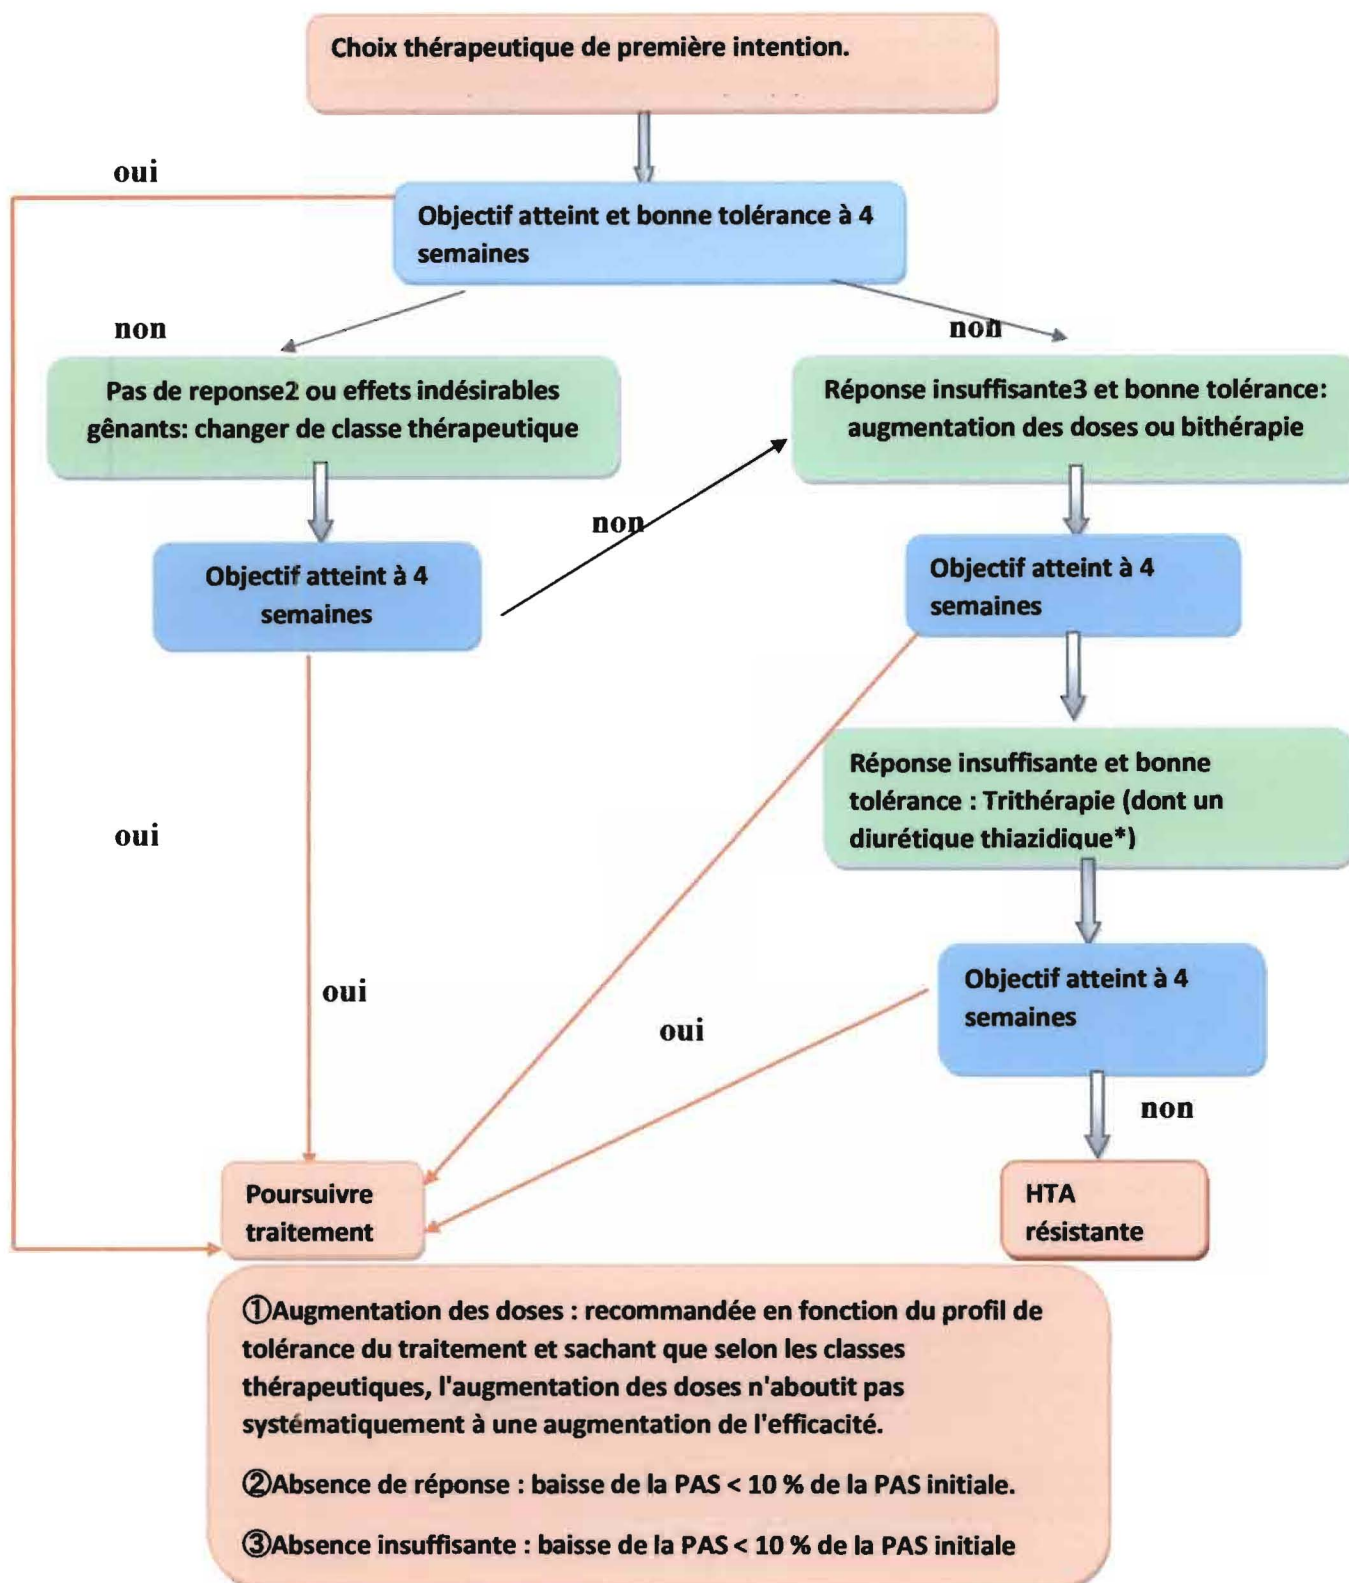 Choix thérapeutique de première intention.
oui
Objectif atteint et bonne tolérance à 4
semaines
non
non
Pas de reponse2 ou effets indésirables
gênants: changer de classe thérapeutique
Réponse insuffisante3 et bonne tolérance:
augmentation des doses ou bithérapie
non
Objectif atteint à 4
semaines
Objectif atteint à 4
semaines
Réponse insuffisante et bonne
tolérance : Trithérapie (dont un
diurétique thiazidique*)
oui
Objectif atteint à 4
semaines
oui
oui
non
Poursuivre
traitement
HTA
résistante
①Augmentation des doses : recommandée en fonction du profil de
tolérance du traitement et sachant que selon les classes
thérapeutiques, l'augmentation des doses n'aboutit pas
systématiquement à une augmentation de l'efficacité.
②Absence de réponse : baisse de la PAS < 10 % de la PAS initiale.
③Absence insuffisante : baisse de la PAS < 10 % de la PAS initiale